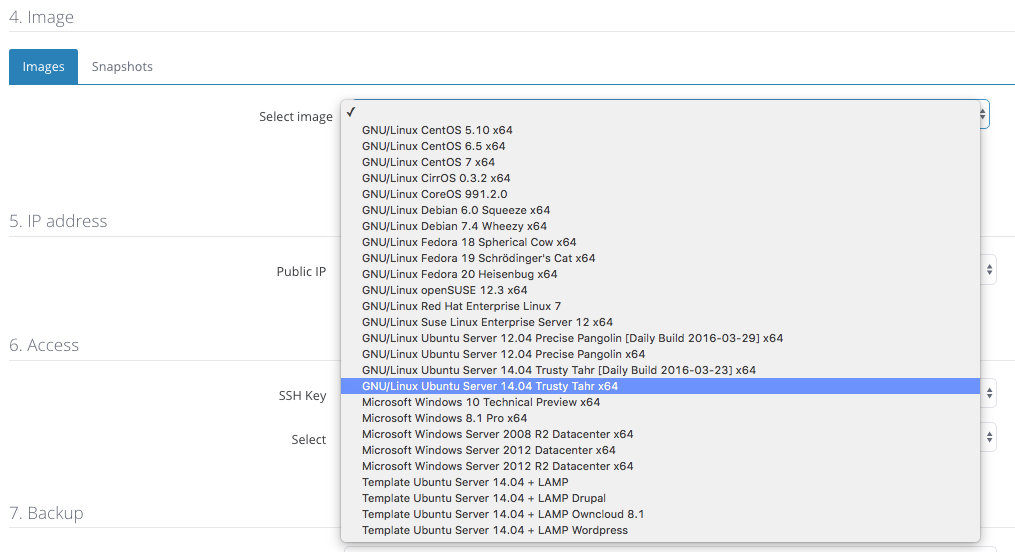 4. Image
Images Snapshots
Select image ✓
GNU/Linux CentOS 5.10 x64
GNU/Linux CentOS 6.5 x64
GNU/Linux CentOS 7 x64
GNU/Linux CirrOS 0.3.2 x64
GNU/Linux CoreOS 991.2.0
GNU/Linux Debian 6.0 Squeeze x64
5. IP address
GNU/Linux Debian 7.4 Wheezy x64
GNU/Linux Fedora 18 Spherical Cow x64
GNU/Linux Fedora 19 Schrödinger's Cat x64
Public IP
GNU/Linux Fedora 20 Heisenbug x64
GNU/Linux openSUSE 12.3 x64
GNU/Linux Red Hat Enterprise Linux 7
GNU/Linux Suse Linux Enterprise Server 12 x64
GNU/Linux Ubuntu Server 12.04 Precise Pangolin [Daily Build 2016-03-29] x64
6. Access
GNU/Linux Ubuntu Server 12.04 Precise Pangolin x64
GNU/Linux Ubuntu Server 14.04 Trusty Tahr [Daily Build 2016-03-23] x64
GNU/Linux Ubuntu Server 14.04 Trusty Tahr x64
SSH Key
Microsoft Windows 10 Technical Preview x64
Microsoft Windows 8.1 Pro x64
Microsoft Windows Server 2008 R2 Datacenter x64
Select
Microsoft Windows Server 2012 Datacenter x64
Microsoft Windows Server 2012 R2 Datacenter x64
Template Ubuntu Server 14.04 + LAMP
Template Ubuntu Server 14.04 + LAMP Drupal
7. Backup
Template Ubuntu Server 14.04 + LAMP Owncloud 8.1
Template Ubuntu Server 14.04 + LAMP Wordpress